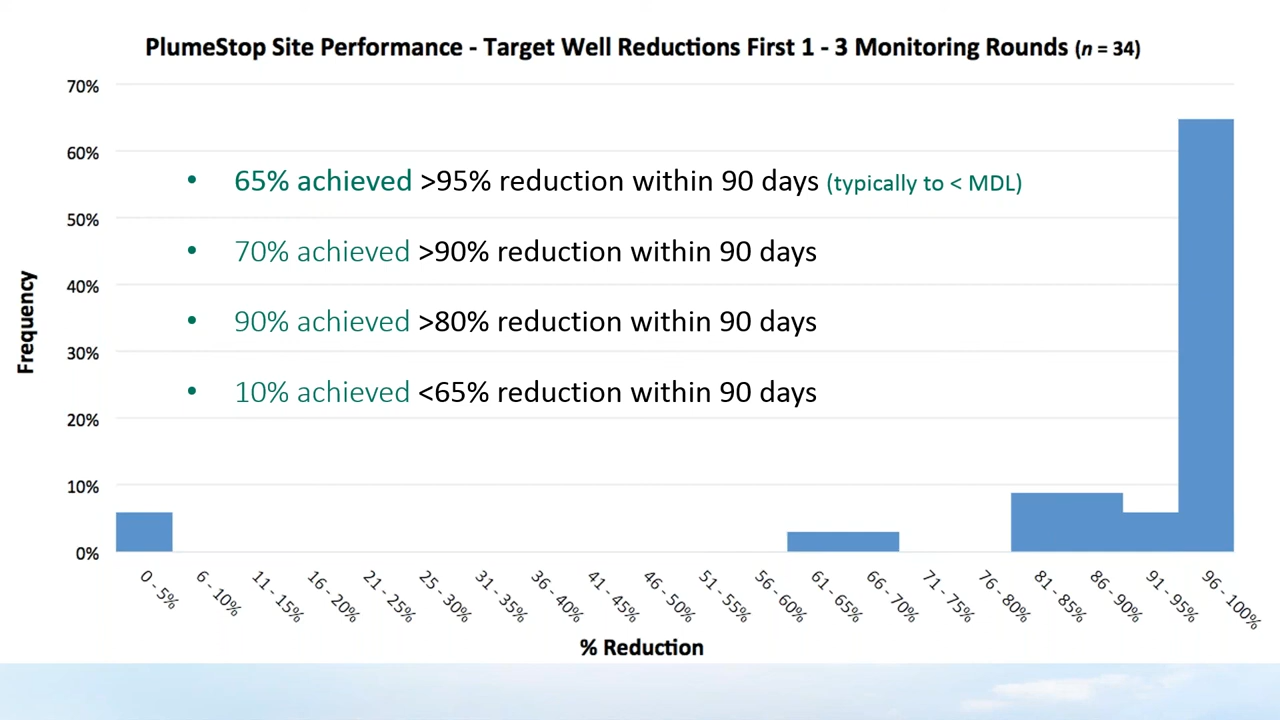 PlumeStop Site Performance - Target Well Reductions First 1 - 3 Monitoring Rounds (n = 34)
70%
60%
50%
40%
30%
20%
10%
0%
Frequency
• 65% achieved >95% reduction within 90 days (typically to < MDL)
• 70% achieved >90% reduction within 90 days
• 90% achieved >80% reduction within 90 days
• 10% achieved <65% reduction within 90 days
0 - 5%
6 - 10%
11 - 15%
16 - 20%
21 - 25%
25 - 30%
31 - 35%
36 - 40%
41 - 45%
46 - 50%
51 - 55%
56 - 60%
61 - 65%
66 - 70%
71 - 75%
76 - 80%
81 - 85%
86 - 90%
91 - 95%
96 - 100%
% Reduction